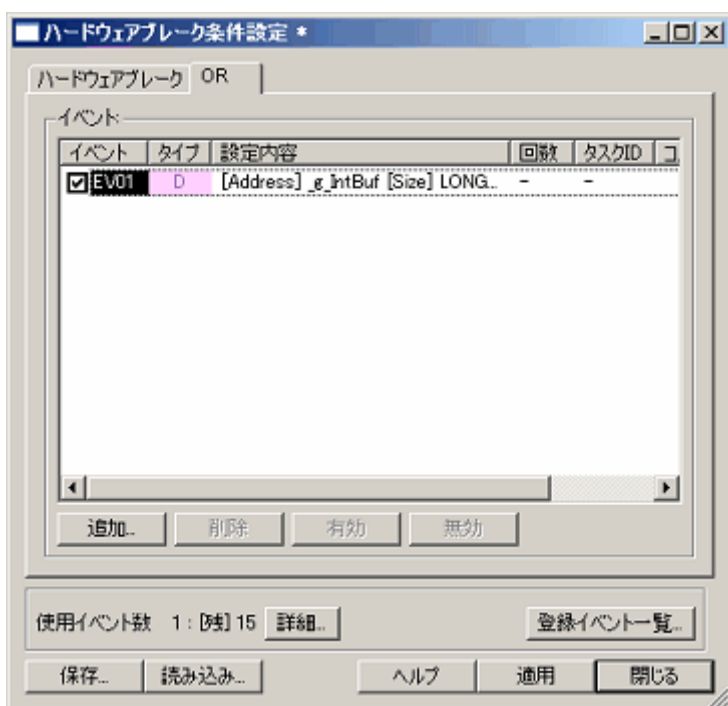 ハードウェアブレーク条件設定 *
ハードウェアブレーク OR
イベント
イベント タイプ 設定内容 回数 タスクID コ
EV01 D [Address] _g_IntBuf [Size] LONG... - -
追加... 削除 有効 無効
使用イベント数 1 : [残] 15 詳細... 登録イベント一覧...
保存... 読み込み... ヘルプ 適用 閉じる